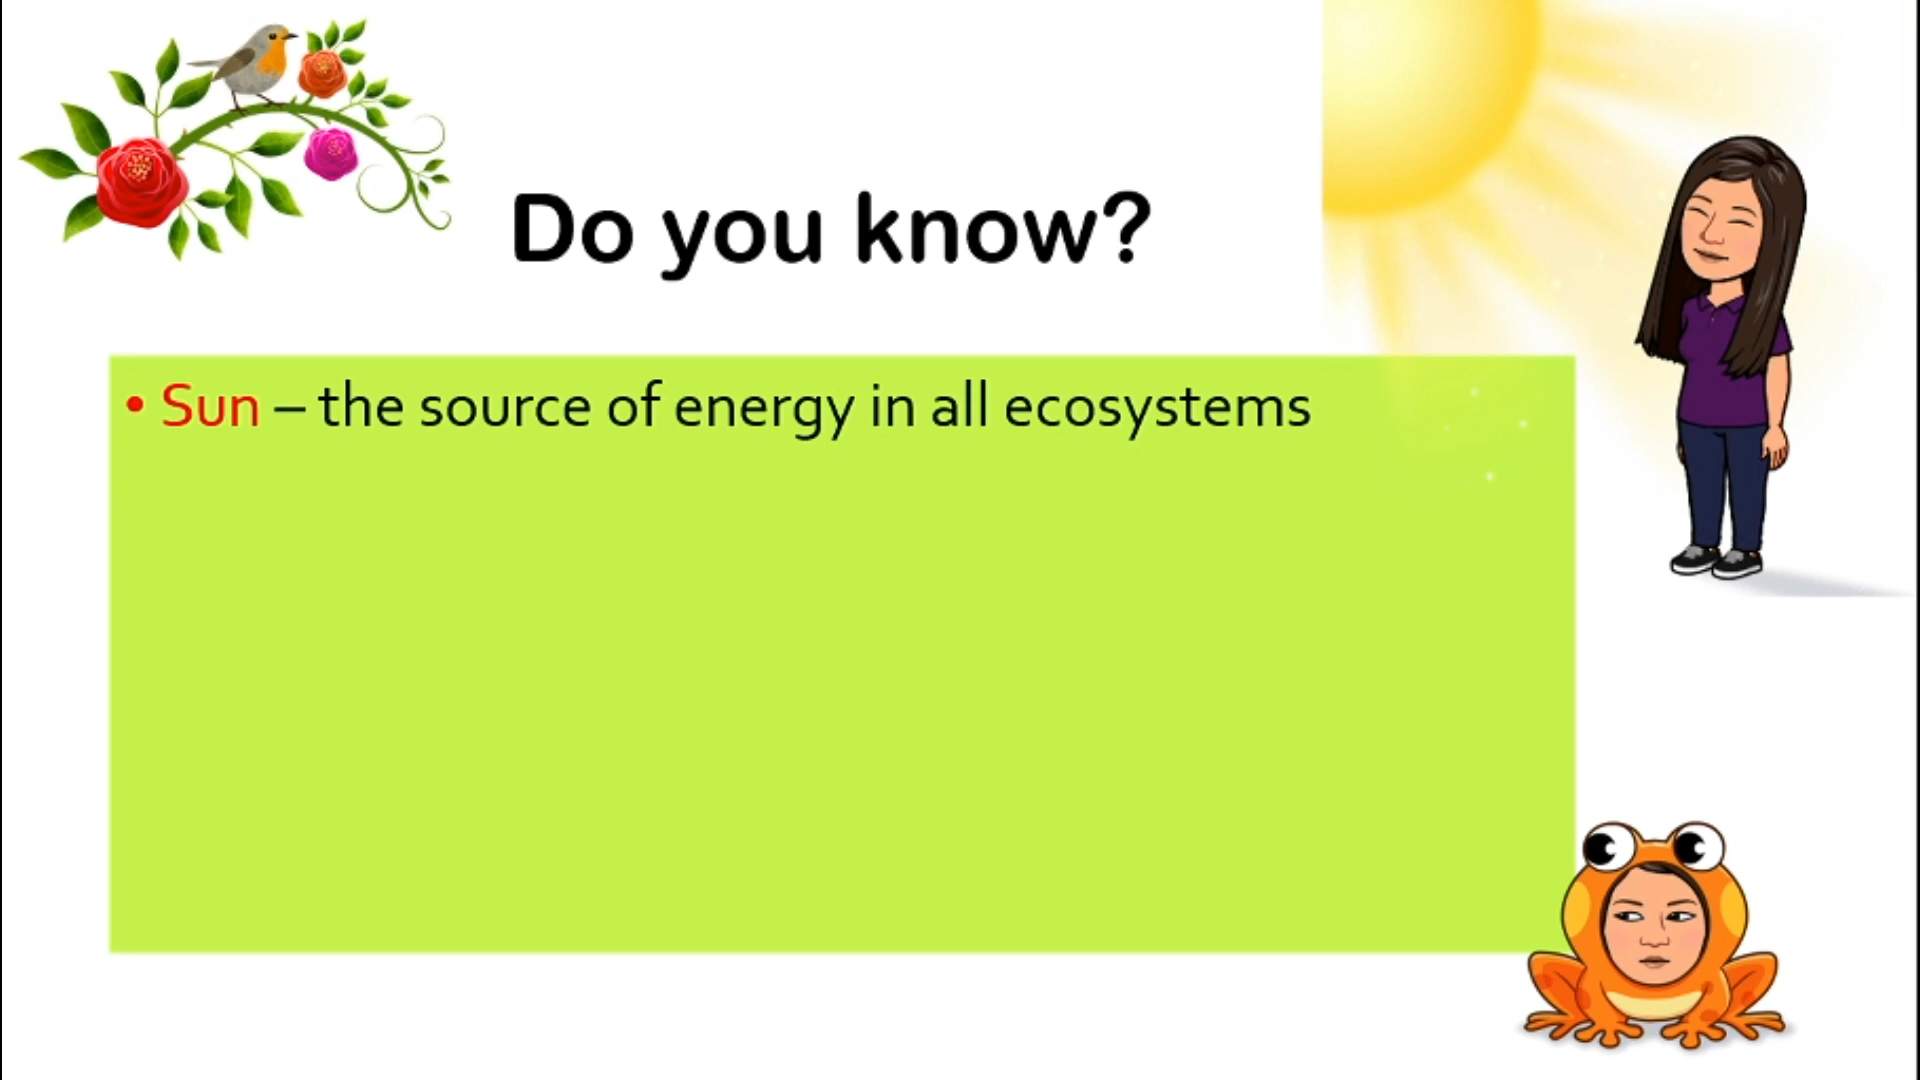 Do you know?
• Sun – the source of energy in all ecosystems